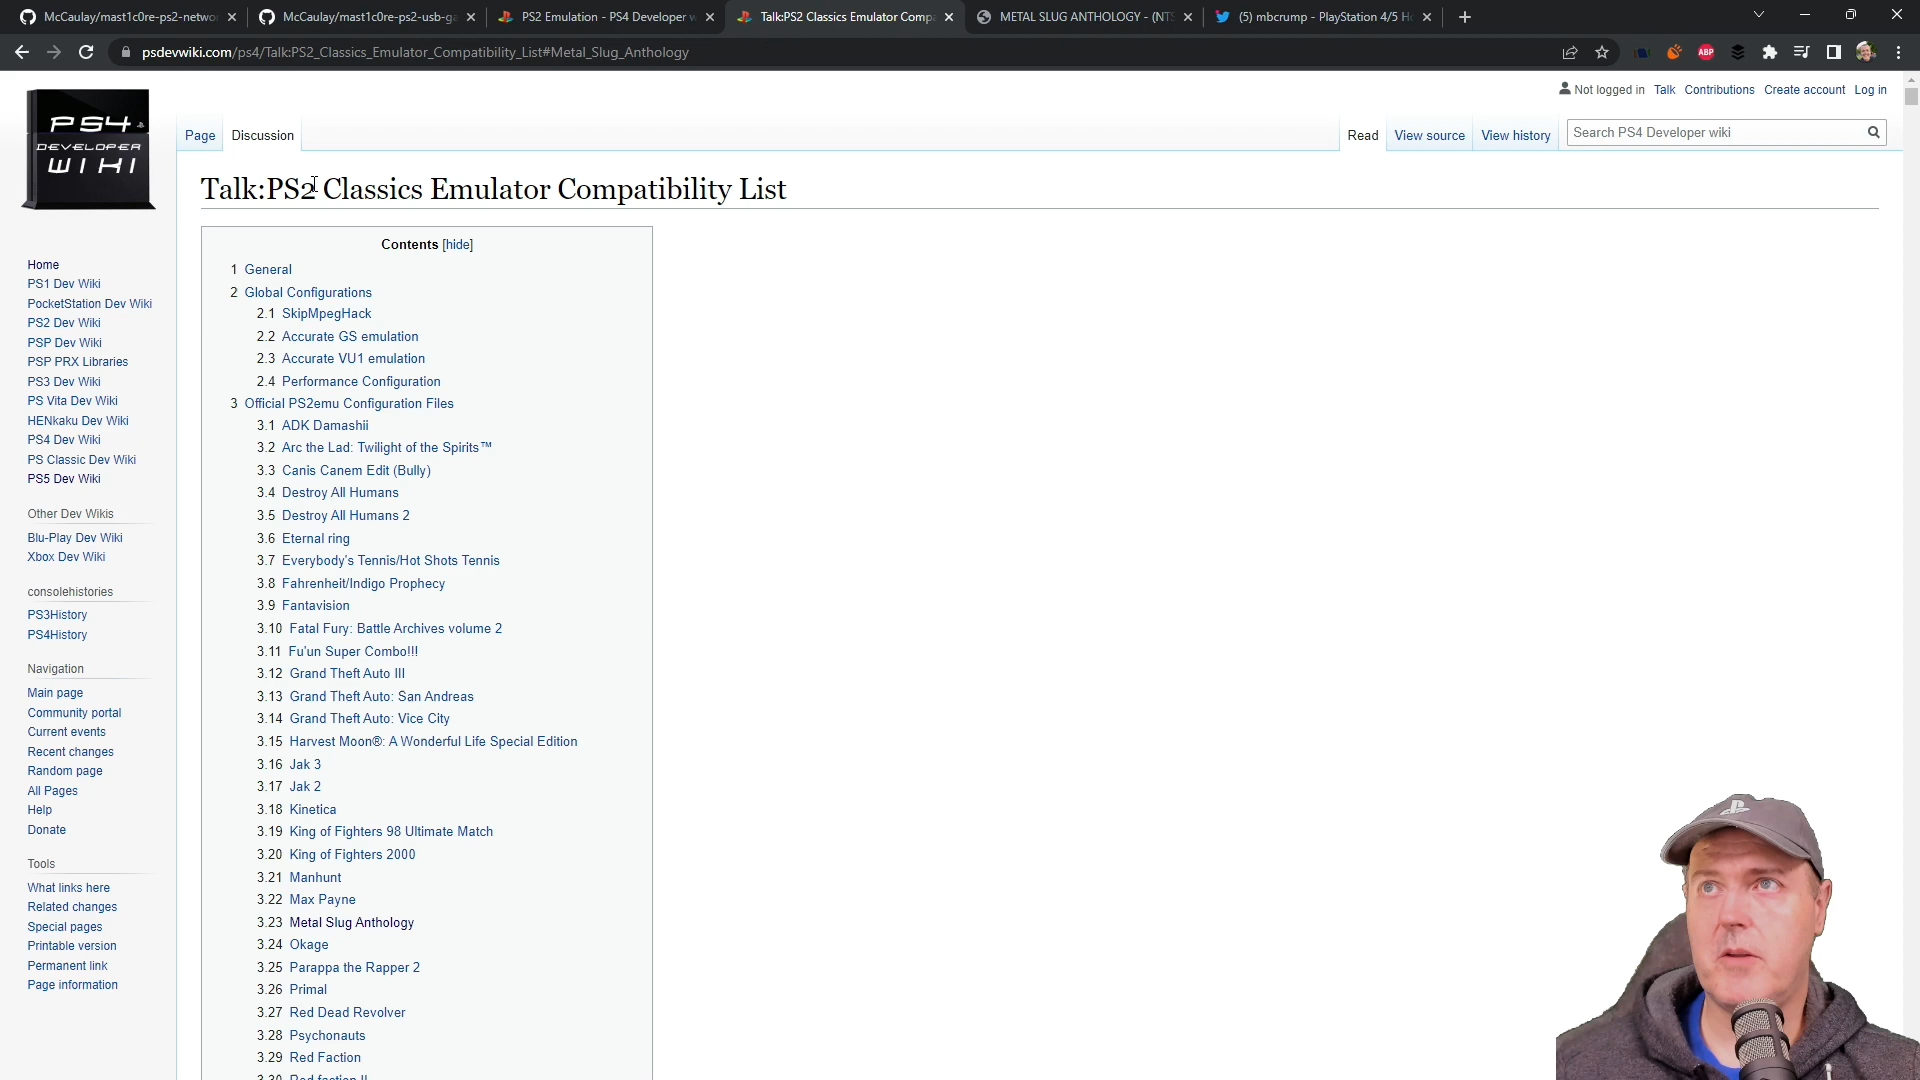 McCaulay/mast1c0re-ps2-networ
McCaulay/mast1c0re-ps2-usb-ga
PS2 Emulation - PS4 Developer w
Talk:PS2 Classics Emulator Compa
METAL SLUG ANTHOLOGY - (NTS
(5) mbcrump - PlayStation 4/5 H
psdevwiki.com/ps4/Talk:PS2_Classics_Emulator_Compatibility_List#Metal_Slug_Anthology
ABP
Not logged in Talk Contributions Create account Log in
PS4
DEVELOPER
WIKI
Page Discussion
Read View source View history Search PS4 Developer wiki
Talk:PS2 Classics Emulator Compatibility List
Home
PS1 Dev Wiki
PocketStation Dev Wiki
PS2 Dev Wiki
PSP Dev Wiki
PSP PRX Libraries
PS3 Dev Wiki
PS Vita Dev Wiki
HENkaku Dev Wiki
PS4 Dev Wiki
PS Classic Dev Wiki
PS5 Dev Wiki
Other Dev Wikis
Blu-Play Dev Wiki
Xbox Dev Wiki
consolehistories
PS3History
PS4History
Navigation
Main page
Community portal
Current events
Recent changes
Random page
All Pages
Help
Donate
Tools
What links here
Related changes
Special pages
Printable version
Permanent link
Page information
Contents [hide]
1 General
2 Global Configurations
2.1 SkipMpegHack
2.2 Accurate GS emulation
2.3 Accurate VU1 emulation
2.4 Performance Configuration
3 Official PS2emu Configuration Files
3.1 ADK Damashii
3.2 Arc the Lad: Twilight of the Spirits™
3.3 Canis Canem Edit (Bully)
3.4 Destroy All Humans
3.5 Destroy All Humans 2
3.6 Eternal ring
3.7 Everybody's Tennis/Hot Shots Tennis
3.8 Fahrenheit/Indigo Prophecy
3.9 Fantavision
3.10 Fatal Fury: Battle Archives volume 2
3.11 Fu'un Super Combo!!!
3.12 Grand Theft Auto III
3.13 Grand Theft Auto: San Andreas
3.14 Grand Theft Auto: Vice City
3.15 Harvest Moon®: A Wonderful Life Special Edition
3.16 Jak 3
3.17 Jak 2
3.18 Kinetica
3.19 King of Fighters 98 Ultimate Match
3.20 King of Fighters 2000
3.21 Manhunt
3.22 Max Payne
3.23 Metal Slug Anthology
3.24 Okage
3.25 Parappa the Rapper 2
3.26 Primal
3.27 Red Dead Revolver
3.28 Psychonauts
3.29 Red Faction
3.30 Red faction II